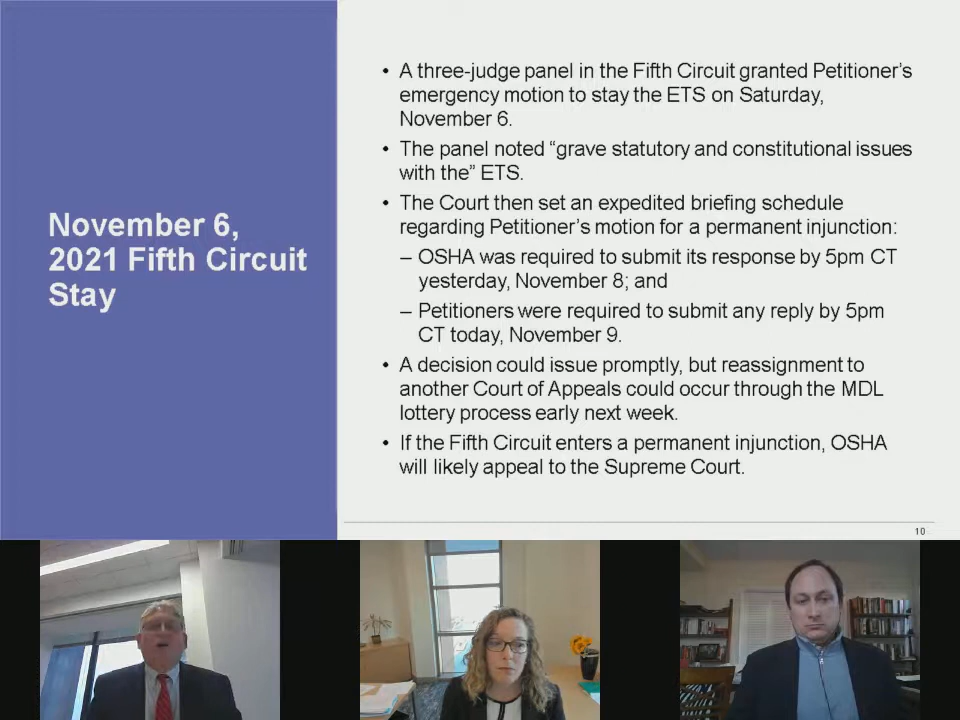 November 6,
2021 Fifth Circuit
Stay
• A three-judge panel in the Fifth Circuit granted Petitioner's
emergency motion to stay the ETS on Saturday,
November 6.
• The panel noted “grave statutory and constitutional issues
with the” ETS.
• The Court then set an expedited briefing schedule
regarding Petitioner's motion for a permanent injunction:
– OSHA was required to submit its response by 5pm CT
yesterday, November 8; and
– Petitioners were required to submit any reply by 5pm
CT today, November 9.
• A decision could issue promptly, but reassignment to
another Court of Appeals could occur through the MDL
lottery process early next week.
• If the Fifth Circuit enters a permanent injunction, OSHA
will likely appeal to the Supreme Court.
10